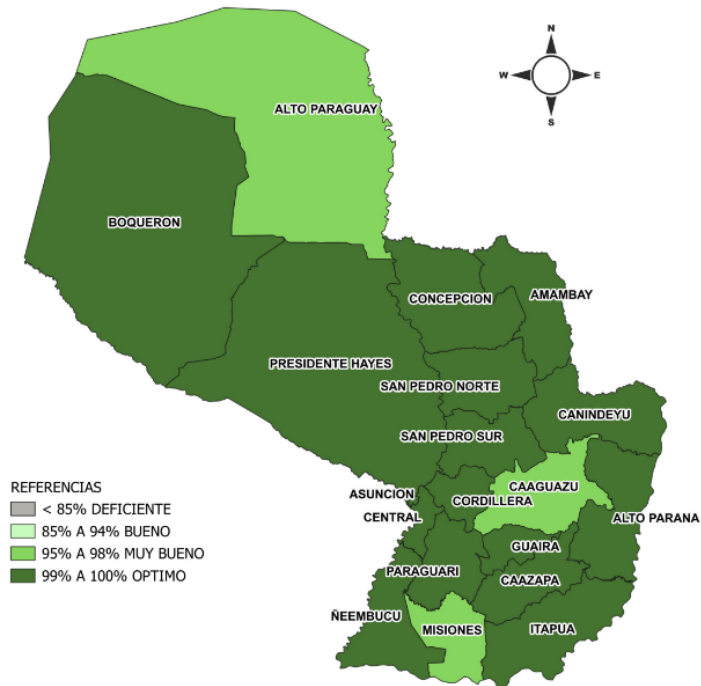 N
W
E
S
ALTO PARAGUAY
BOQUERON
CONCEPCION
AMAMBAY
PRESIDENTE HAYES
SAN PEDRO NORTE
CANINDEYU
SAN PEDRO SUR
CAAGUAZU
ASUNCION
CORDILLERA
CENTRAL
ALTO PARANA
GUAIRA
PARAGUARI
CAAZAPA
ÑEEMBUCU
MISIONES
ITAPUA
REFERENCIAS
< 85% DEFICIENTE
85% A 94% BUENO
95% A 98% MUY BUENO
99% A 100% OPTIMO